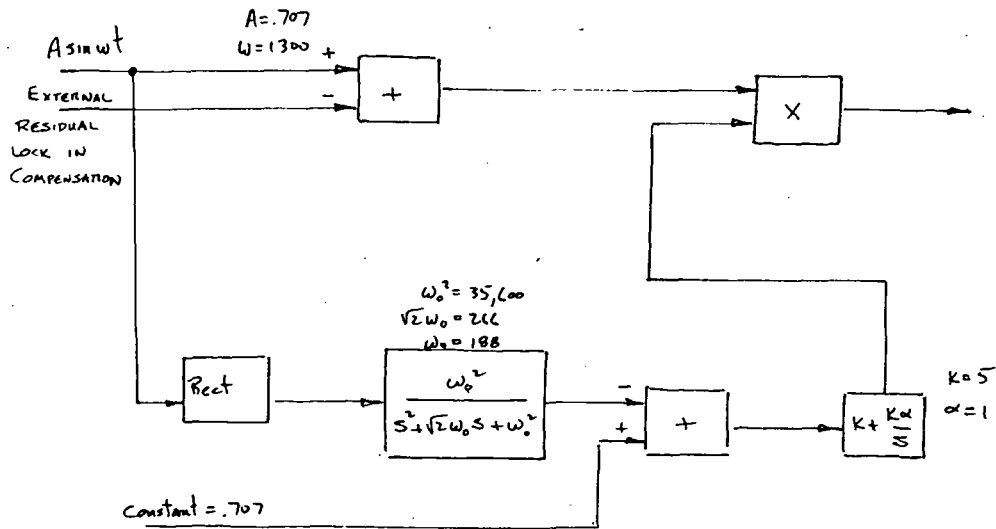 A = .707
ω = 1300
A sin ωt
+
-
+
EXTERNAL
RESIDUAL
LOCK IN
COMPENSATION
X
ω₀² = 35,600
√2 ω₀ = 266
ω₀ = 188
Rect
ω₀²
S² + √2 ω₀ S + ω₀²
-
+
+
K + Kα/S
K = 5
α = 1
Constant = .707